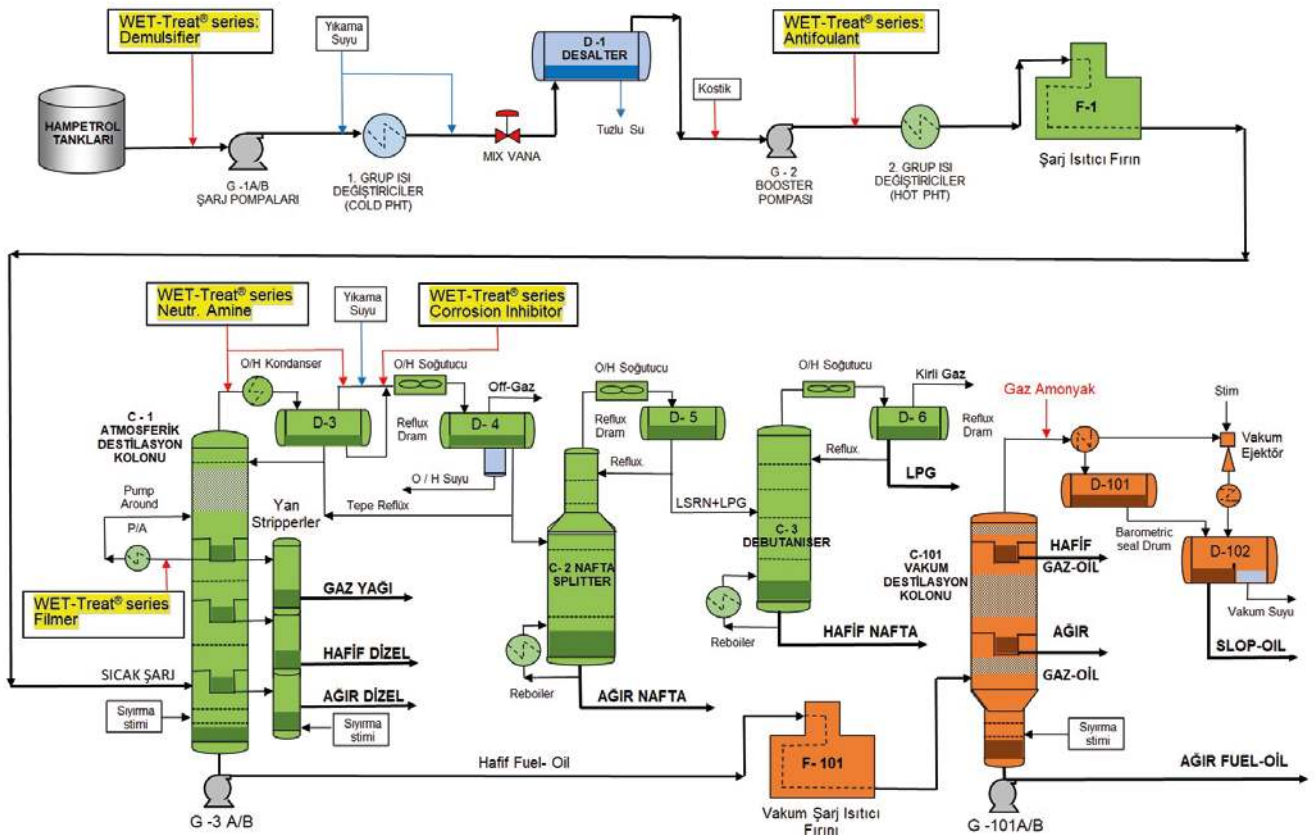 WET-Treat® series:
Demulsifier
Yıkama
Suyu
D -1
DESALTER
WET-Treat® series:
Antifoulant
HAMPETROL
TANKLARI
G -1A/B
ŞARJ POMPALARI
1. GRUP ISI
DEĞİŞTİRİCİLER
(COLD PHT)
MIX VANA
Tuzlu Su
Kostik
G - 2
BOOSTER
POMPASI
2. GRUP ISI
DEĞİŞTİRİCİLER
(HOT PHT)
F-1
Şarj Isıtıcı Fırın
WET-Treat® series
Neutr. Amine
Yıkama
Suyu
WET-Treat® series
Corrosion Inhibitor
O/H Kondanser
D-3
O/H Soğutucu
Off-Gaz
Reflux
Dram
D- 4
O / H Suyu
Tepe Reflüx
C - 1
ATMOSFERİK
DESTİLASYON
KOLONU
Pump
Around
P/A
WET-Treat® series
Filmer
Yan
Stripperler
GAZ YAĞI
HAFİF DİZEL
AĞIR DİZEL
SICAK ŞARJ
Sıyırma
stimi
Sıyırma
stimi
G -3 A/B
Hafif Fuel- Oil
O/H Soğutucu
Reflux
Dram
D- 5
Reflux
LSRN+LPG
C- 2 NAFTA
SPLITTER
Reboiler
AĞIR NAFTA
O/H Soğutucu
Kirli Gaz
D- 6
Reflux
Dram
Reflux
LPG
C- 3
DEBUTANISER
Reboiler
HAFİF NAFTA
F- 101
Vakum Şarj Isıtıcı
Fırını
Gaz Amonyak
Stim
Vakum
Ejektör
D-101
Barometric
seal Drum
D-102
Vakum Suyu
SLOP-OIL
C-101
VAKUM
DESTİLASYON
KOLONU
HAFİF
GAZ-OIL
AĞIR
GAZ-OIL
Sıyırma
stimi
AĞIR FUEL-OIL
G -101A/B